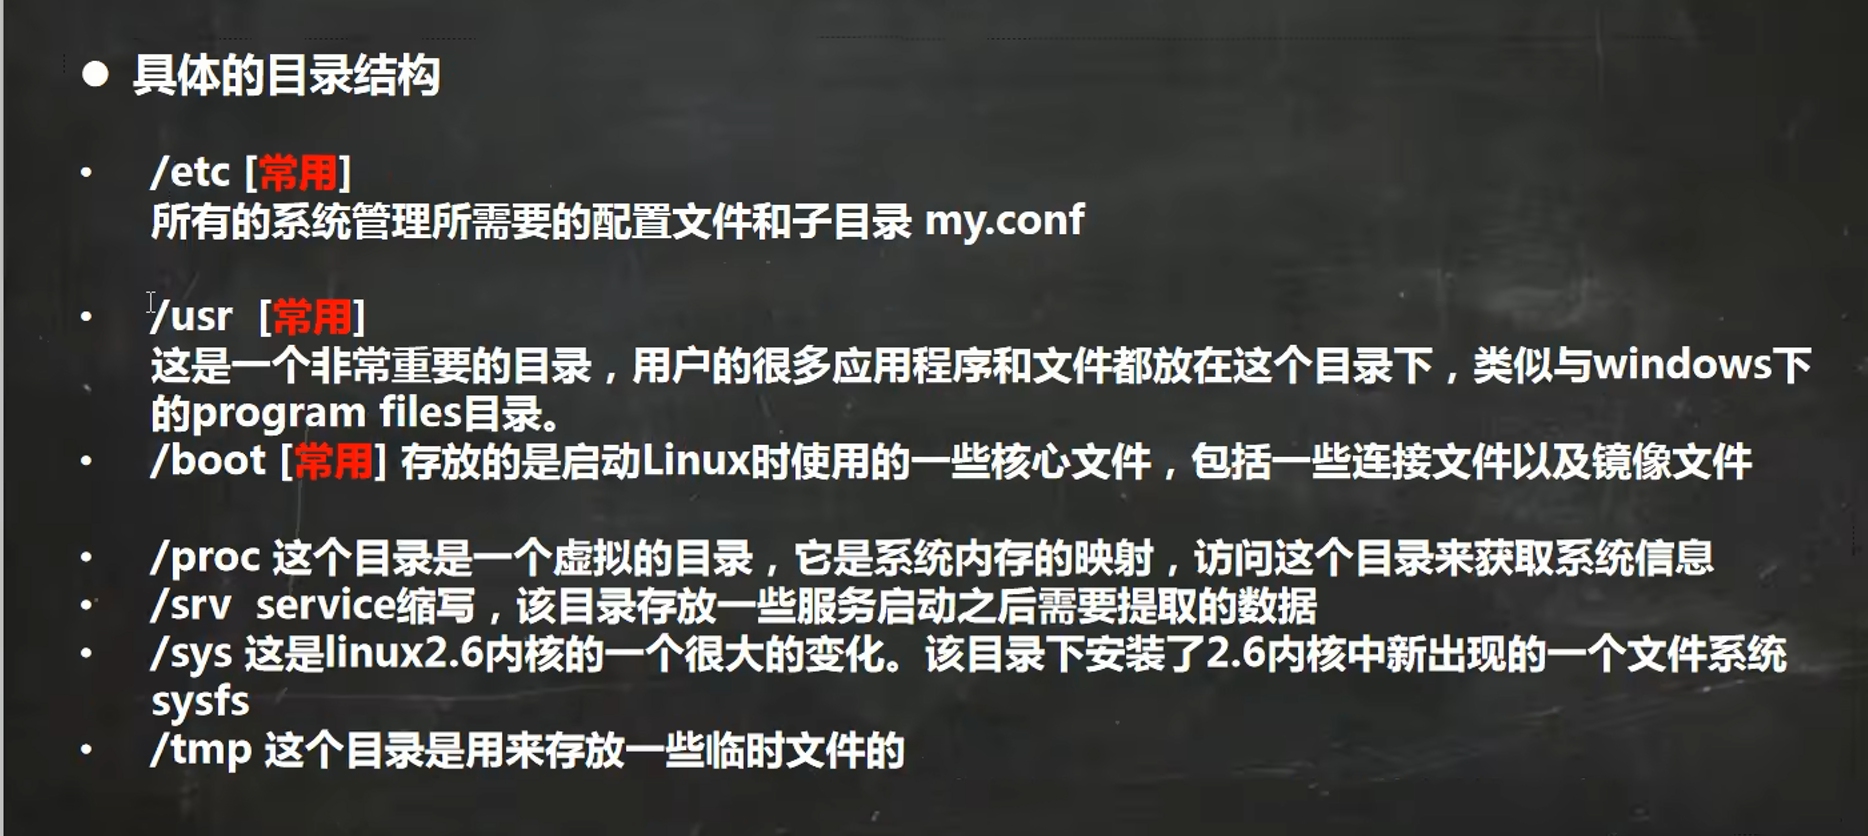 ● 具体的目录结构
• /etc [常用]
所有的系统管理所需要的配置文件和子目录 my.conf
• /usr [常用]
这是一个非常重要的目录，用户的很多应用程序和文件都放在这个目录下，类似与windows下
的program files目录。
• /boot [常用] 存放的是启动Linux时使用的一些核心文件，包括一些连接文件以及镜像文件
• /proc 这个目录是一个虚拟的目录，它是系统内存的映射，访问这个目录来获取系统信息
• /srv service缩写，该目录存放一些服务启动之后需要提取的数据
• /sys 这是linux2.6内核的一个很大的变化。该目录下安装了2.6内核中新出现的一个文件系统
sysfs
• /tmp 这个目录是用来存放一些临时文件的